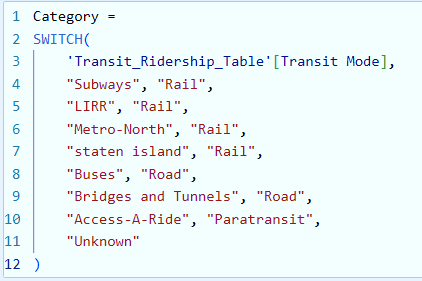 1 Category =
2 SWITCH(
3 'Transit_Ridership_Table'[Transit Mode],
4 "Subways", "Rail",
5 "LIRR", "Rail",
6 "Metro-North", "Rail",
7 "staten island", "Rail",
8 "Buses", "Road",
9 "Bridges and Tunnels", "Road",
10 "Access-A-Ride", "Paratransit",
11 "Unknown"
12 )